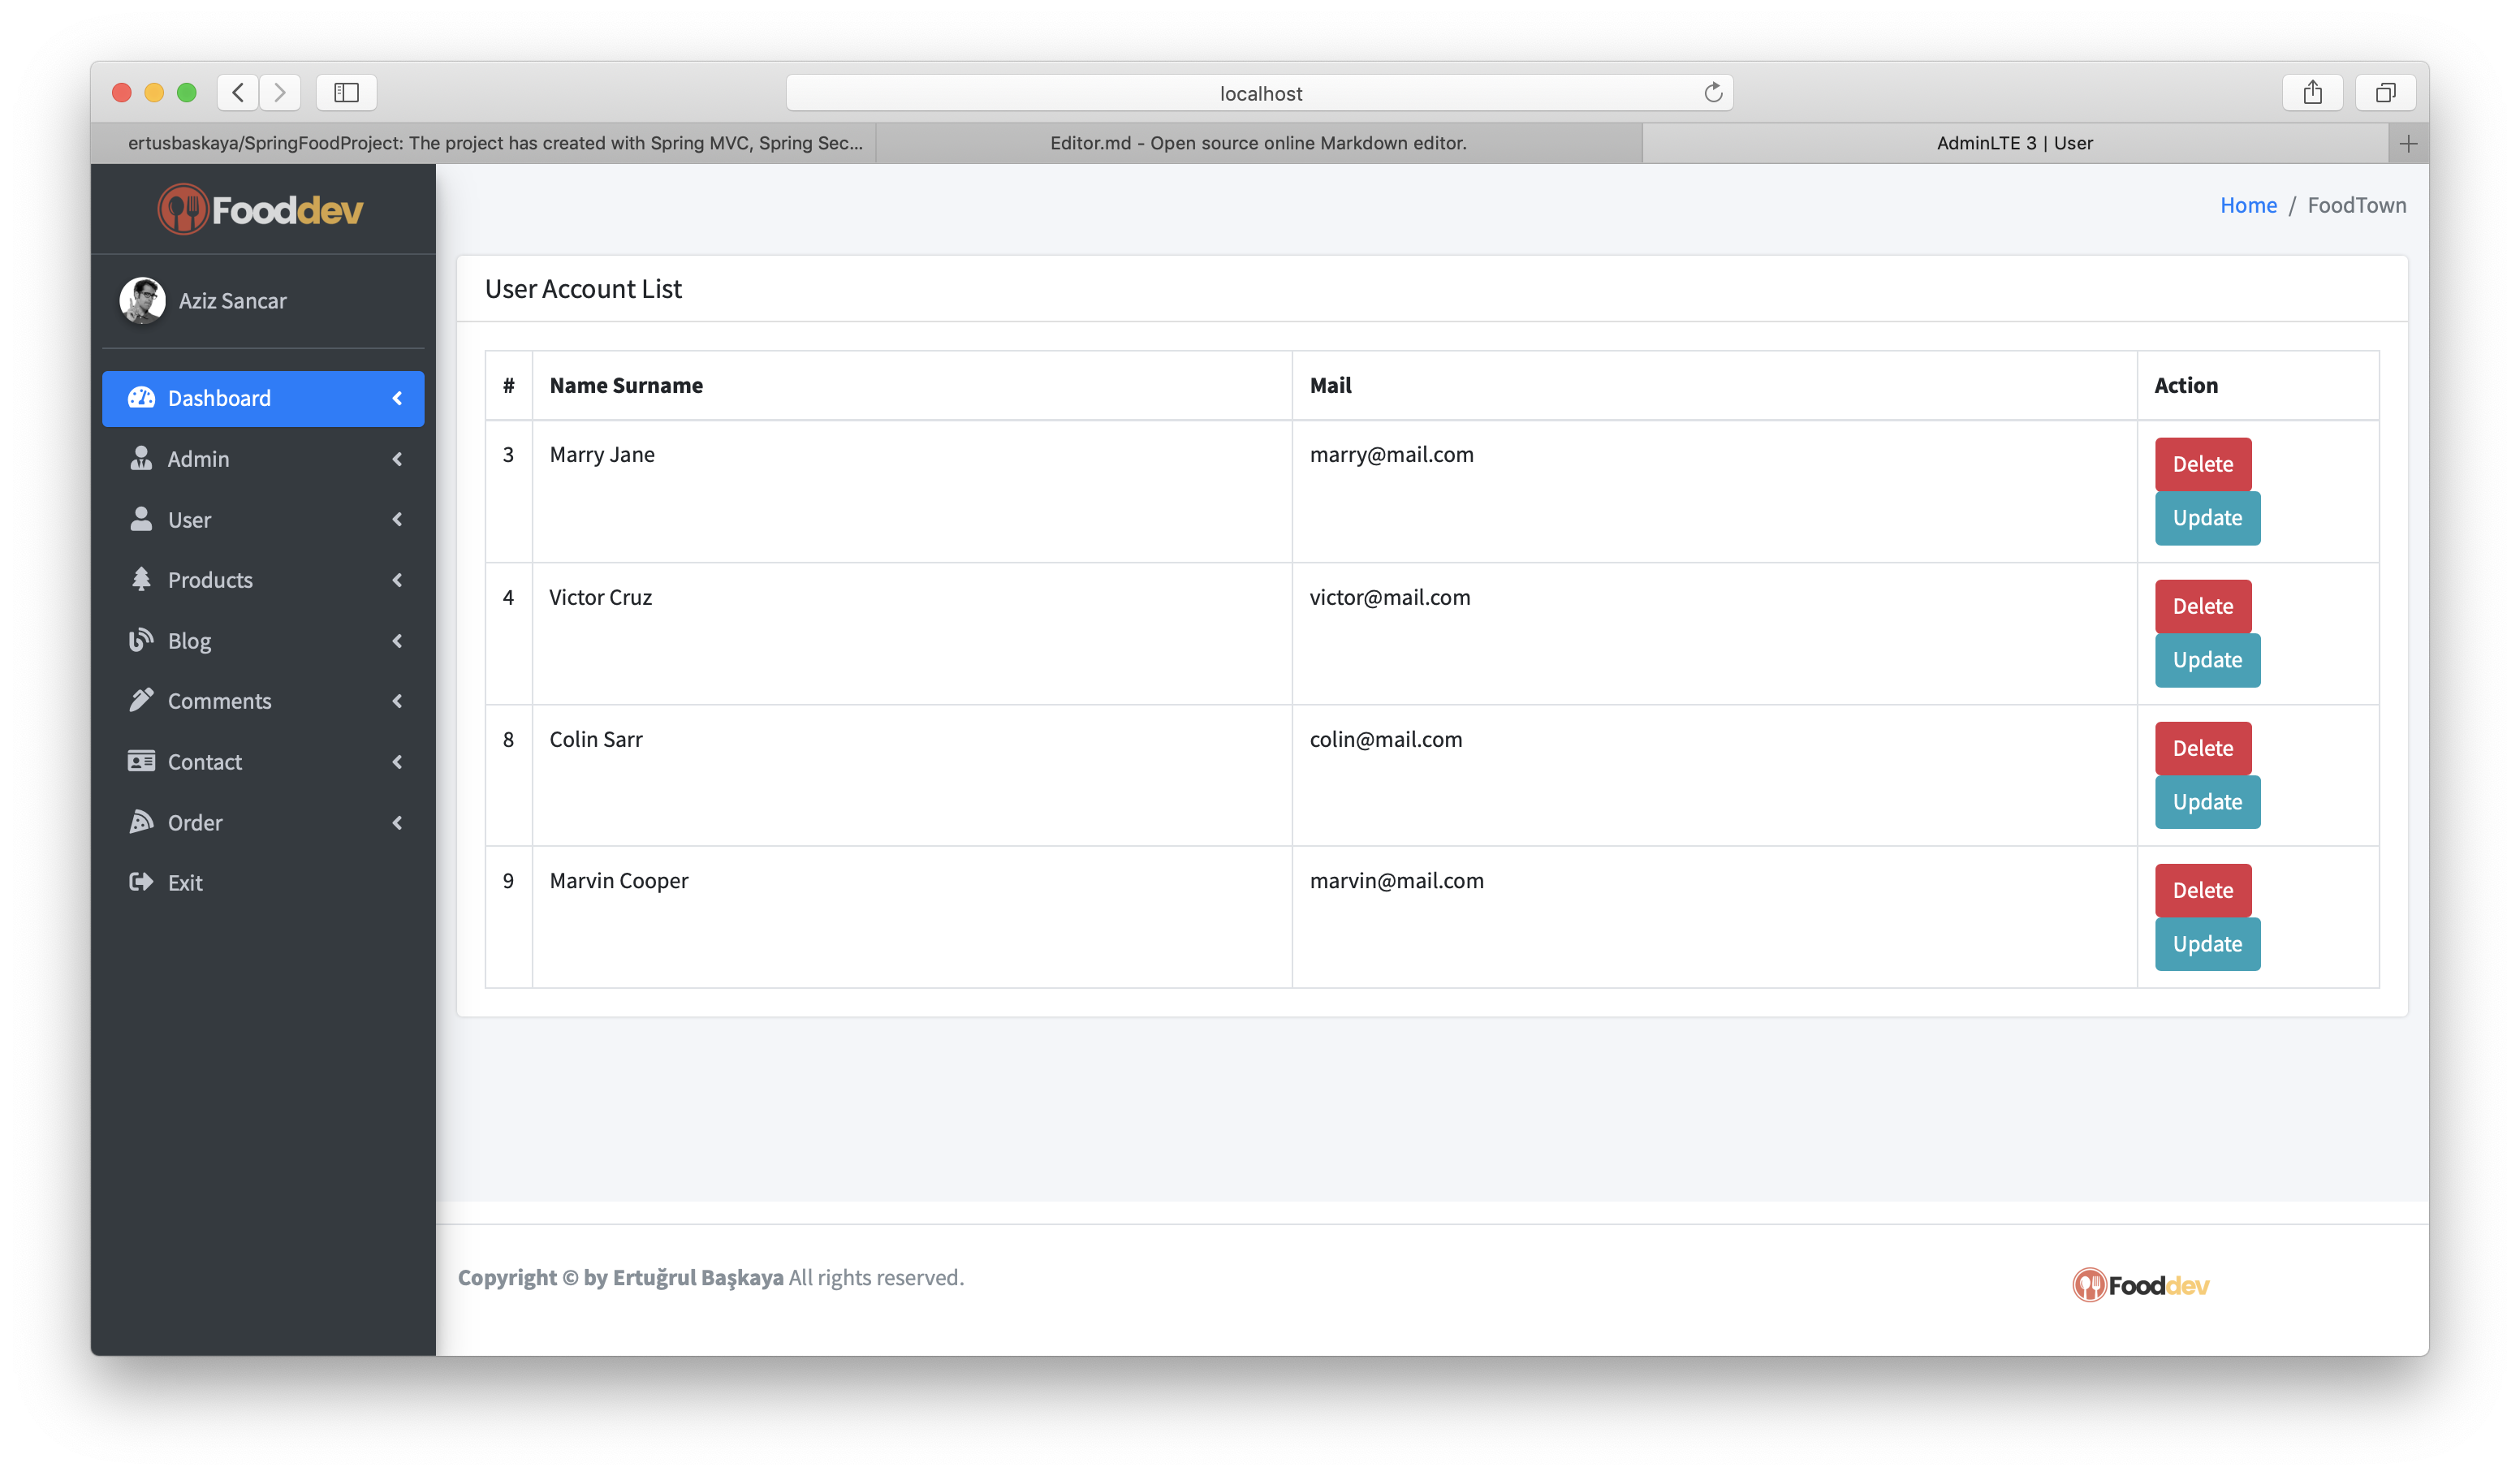 localhost
ertusbaskaya/SpringFoodProject: The project has created with Spring MVC, Spring Sec...
Editor.md - Open source online Markdown editor.
AdminLTE 3 | User
Fooddev
Home / FoodTown
Aziz Sancar
Dashboard
Admin
User
Products
Blog
Comments
Contact
Order
Exit
User Account List
# Name Surname Mail Action
3 Marry Jane marry@mail.com Delete
Update
4 Victor Cruz victor@mail.com Delete
Update
8 Colin Sarr colin@mail.com Delete
Update
9 Marvin Cooper marvin@mail.com Delete
Update
Copyright © by Ertuğrul Başkaya All rights reserved.
Fooddev